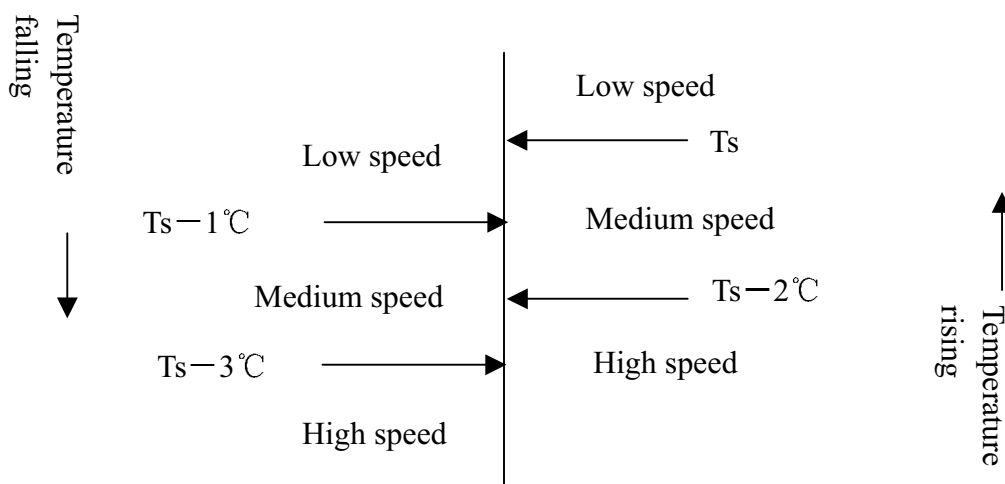 Temperature
falling
Low speed
Ts
Low speed
Ts－1℃
Medium speed
Medium speed
Ts－2℃
Ts－3℃
High speed
High speed
Temperature
rising